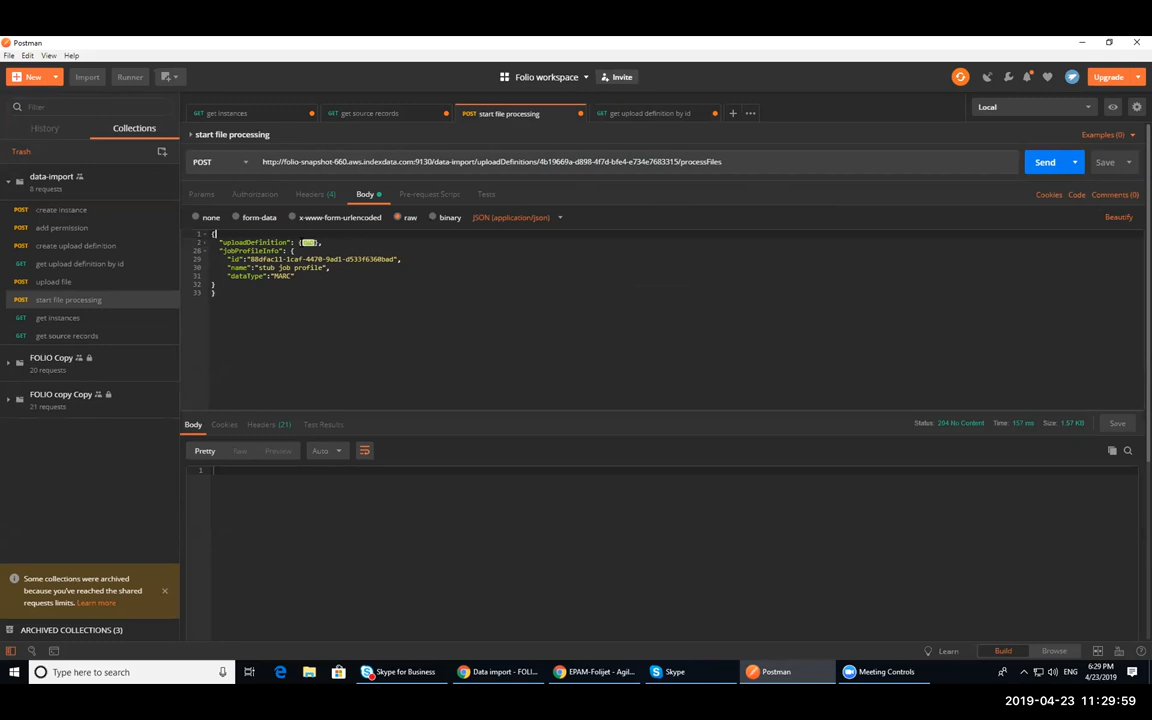 Postman
File Edit View Help
New Import Runner Folio workspace Invite Upgrade
Filter
History Collections
Trash
data-import
8 requests
POST create instance
POST add permission
POST create upload definition
GET get upload definition by id
POST upload file
POST start file processing
GET get instances
GET get source records
FOLIO Copy
20 requests
FOLIO copy Copy
21 requests
Some collections were archived
because you've reached the shared
requests limits. Learn more
ARCHIVED COLLECTIONS (3)
GET get instances GET get source records POST start file processing GET get upload definition by id Local
start file processing Examples (0)
POST http://folio-snapshot-660.aws.indexdata.com:9130/data-import/uploadDefinitions/4b19669a-d898-4f7d-bfe4-e734e7683315/processFiles Send Save
Params Authorization Headers (4) Body Pre-request Script Tests Cookies Code Comments (0)
none form-data x-www-form-urlencoded raw binary JSON (application/json) Beautify
1 {
2 "uploadDefinition": { },
28 "jobProfileInfo": {
29 "id":"88dfac11-1caf-4470-9ad1-d533f6360bad",
30 "name":"stub job profile",
31 "dataType":"MARC"
32 }
33 }
Body Cookies Headers (21) Test Results Status: 204 No Content Time: 157 ms Size: 1.57 KB Save
Pretty Raw Preview Auto
1
Learn Build Browse
Type here to search Skype for Business Data import - FOLI... EPAM-Folijet - Agil... Skype Postman Meeting Controls ENG 6:29 PM
4/23/2019
2019-04-23 11:29:59